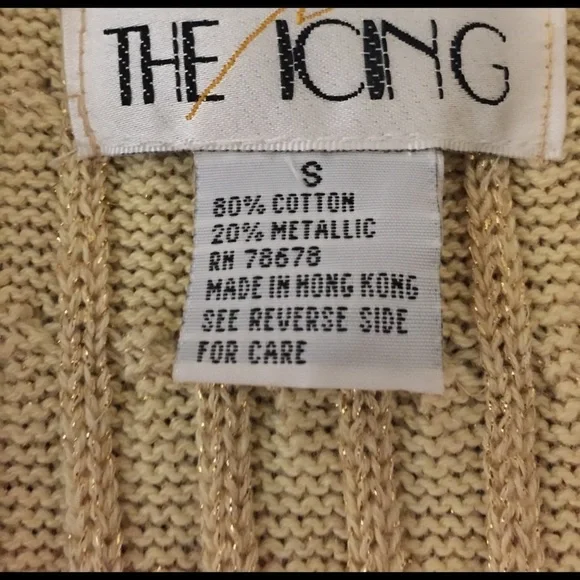 THE ICING
S
80% COTTON
20% METALLIC
RN 78678
MADE IN HONG KONG
SEE REVERSE SIDE
FOR CARE